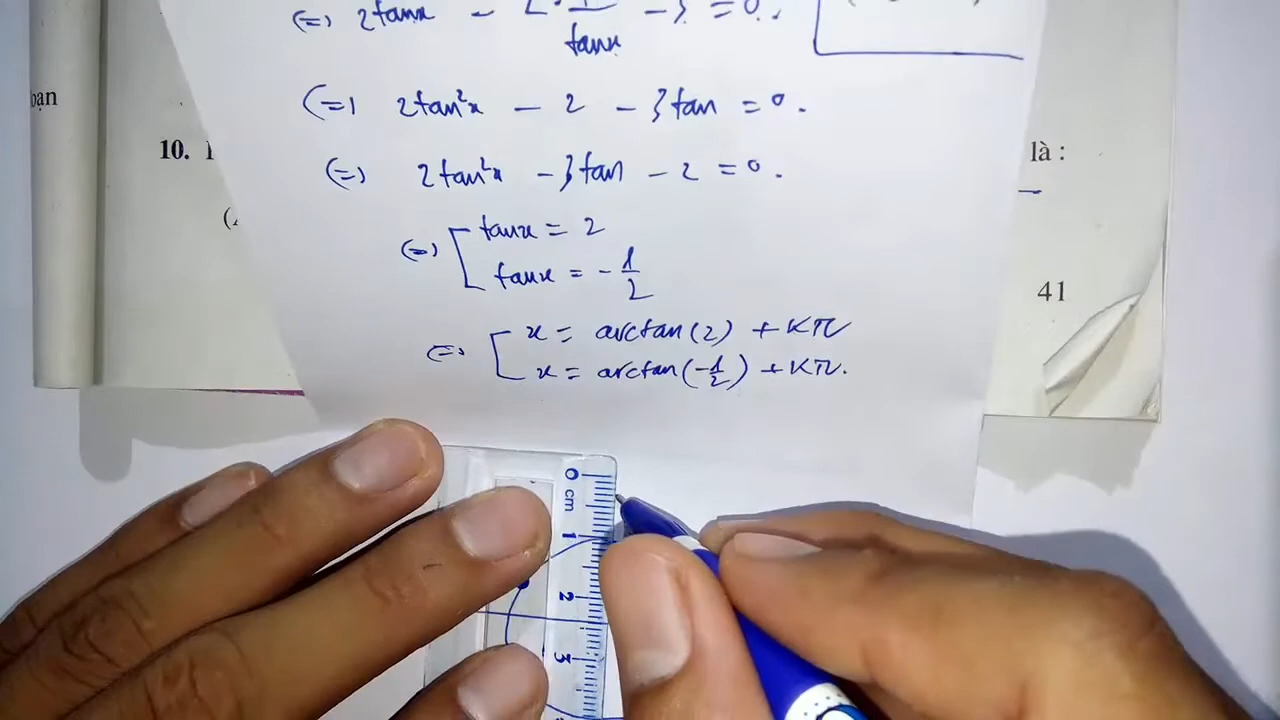 (=) 2tanx - 2 · 1/tanx - 3 = 0.
(=) 2tan²x - 2 - 3tan = 0.
(=) 2tan²x - 3tan - 2 = 0.
(=) [ tanx = 2
tanx = -1/2
(=) [ x = arctan(2) + Kπ
x = arctan(-1/2) + Kπ.
oạn
10.
(A
là :
41
0 cm
1
2
3